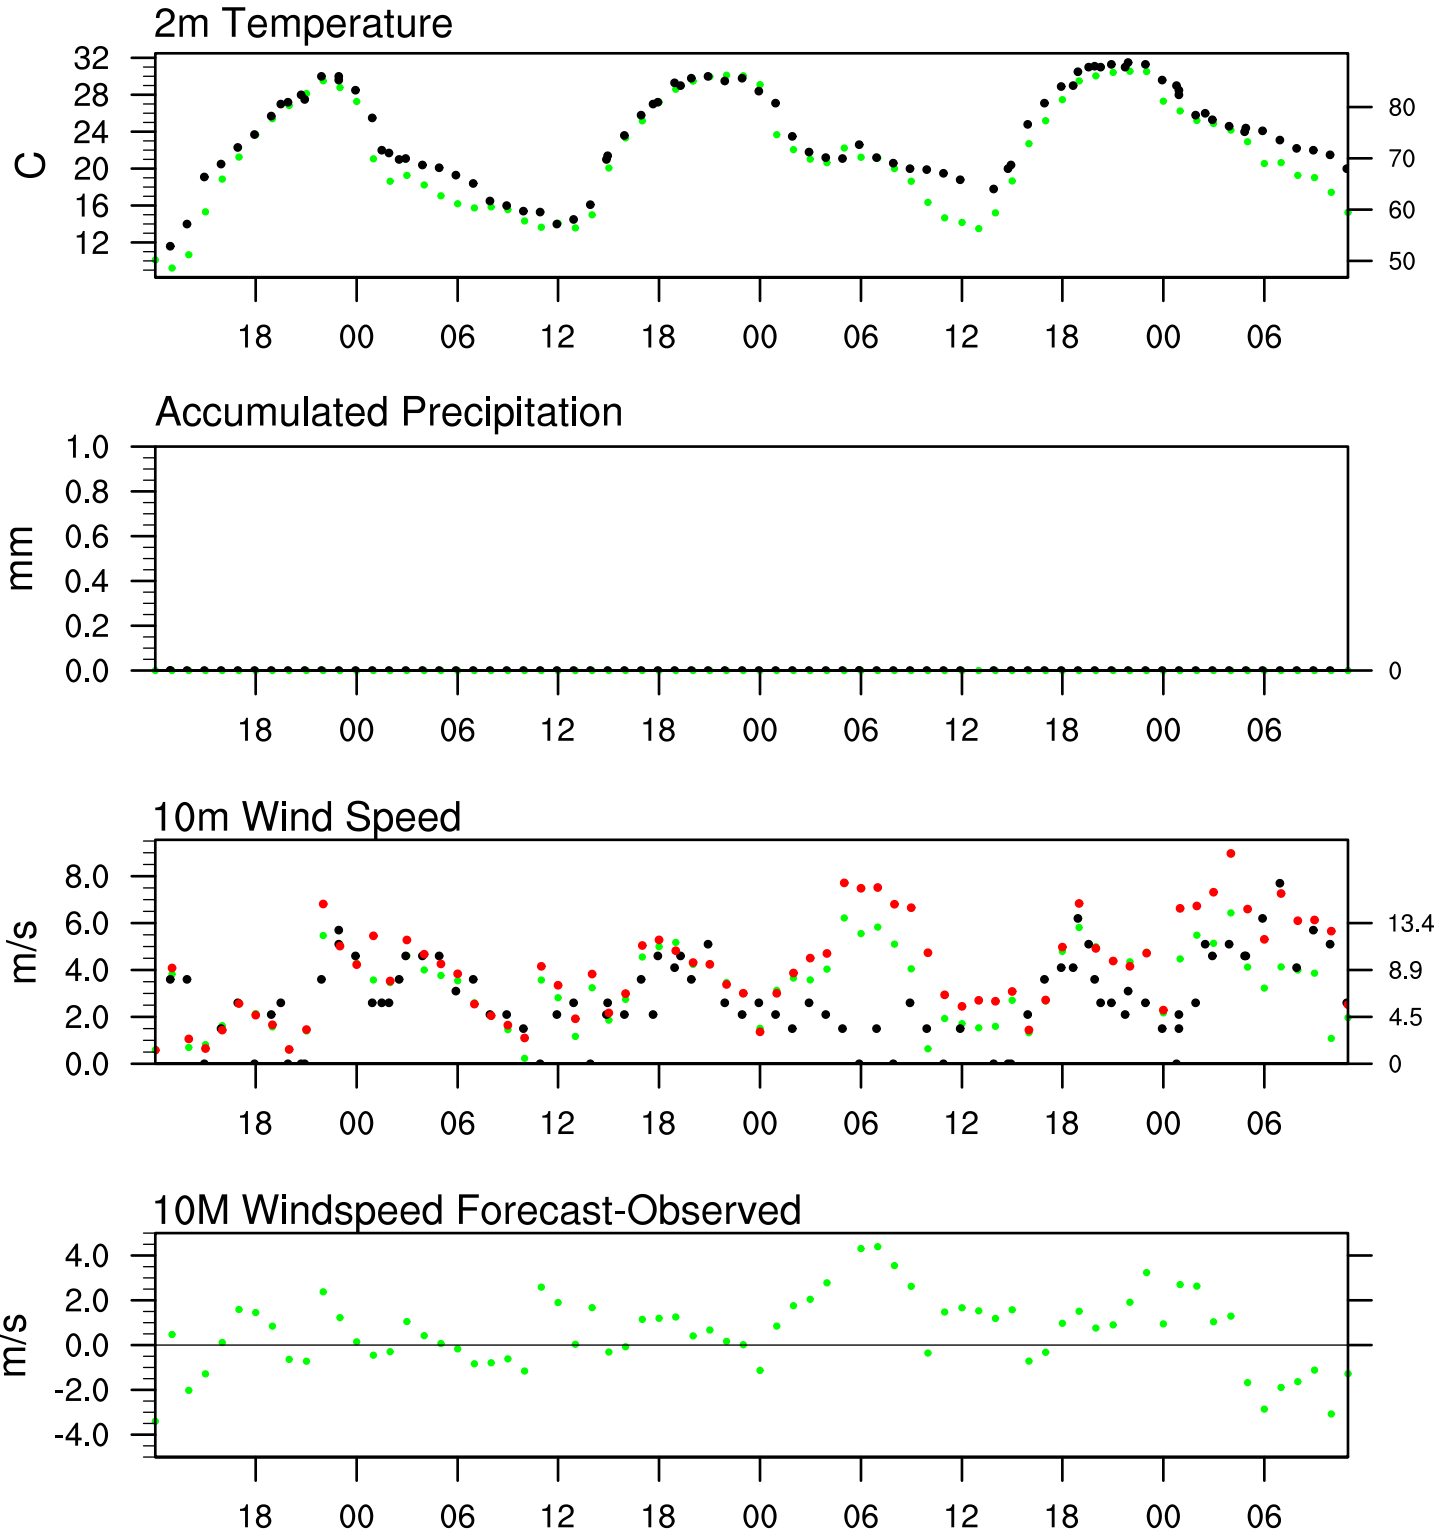 2m Temperature
32
28
24
20
16
12
C
80
70
60
50
18 00 06 12 18 00 06 12 18 00 06
Accumulated Precipitation
1.0
0.8
0.6
0.4
0.2
0.0
mm
0
18 00 06 12 18 00 06 12 18 00 06
10m Wind Speed
8.0
6.0
4.0
2.0
0.0
m/s
13.4
8.9
4.5
0
18 00 06 12 18 00 06 12 18 00 06
10M Windspeed Forecast-Observed
4.0
2.0
0.0
-2.0
-4.0
m/s
18 00 06 12 18 00 06 12 18 00 06